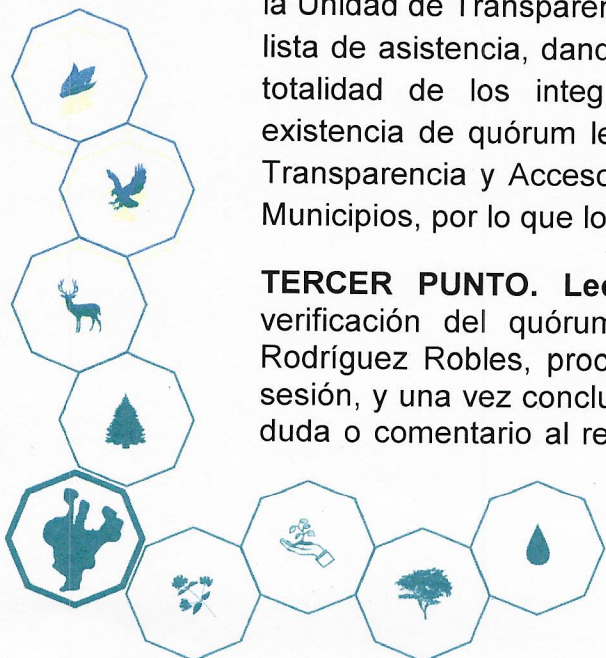 la Unidad de Transparen
lista de asistencia, dand
totalidad de los integ
existencia de quórum le
Transparencia y Acceso
Municipios, por lo que lo
TERCER PUNTO. Lec
verificación del quórum
Rodríguez Robles, proc
sesión, y una vez conclu
duda o comentario al re